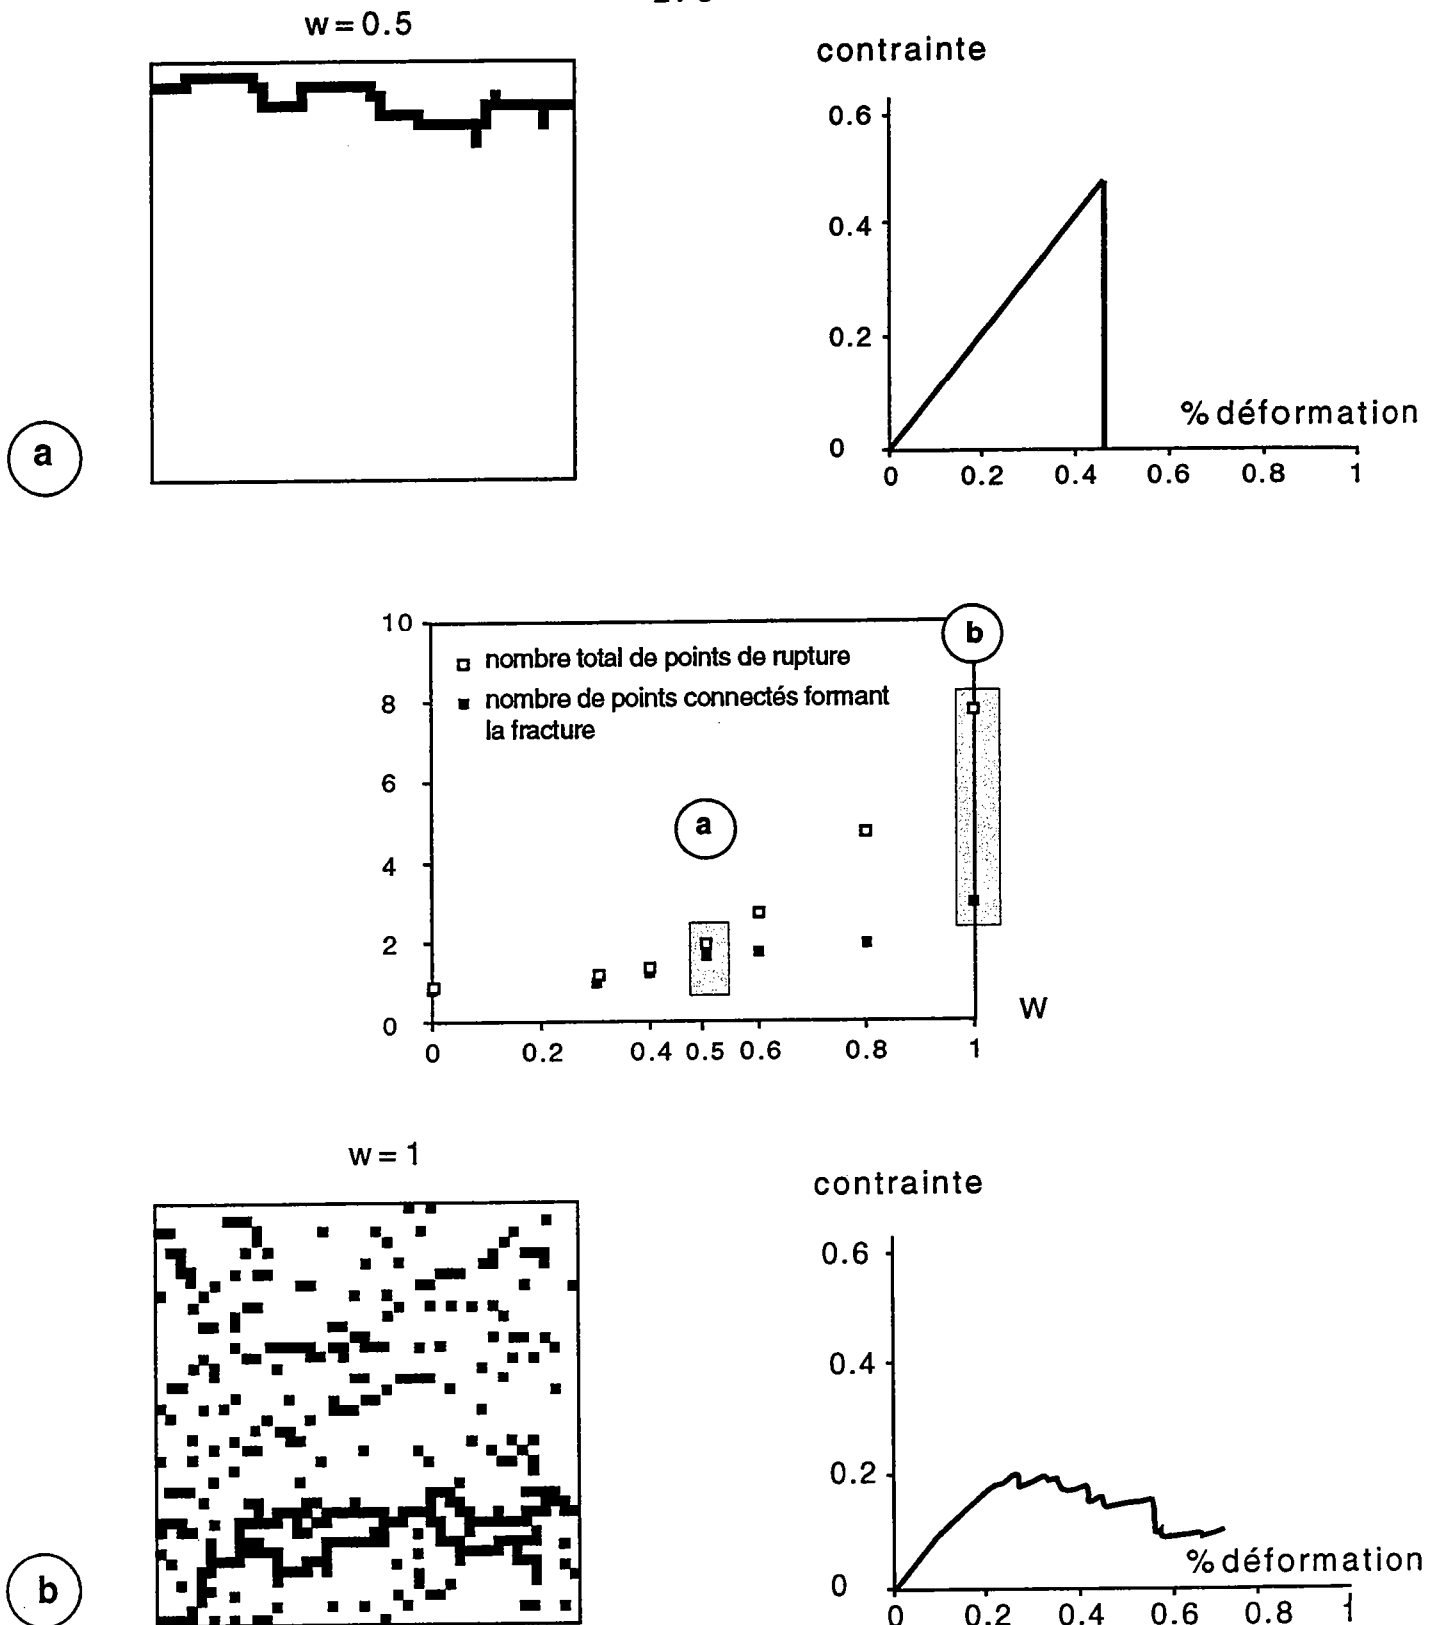 w = 0.5
contrainte
0.6
0.4
0.2
0
% déformation
0 0.2 0.4 0.6 0.8 1
a
10
8
6
4
2
0
nombre total de points de rupture
nombre de points connectés formant
la fracture
a
b
0 0.2 0.4 0.5 0.6 0.8 1
W
w = 1
contrainte
0.6
0.4
0.2
0
% déformation
0 0.2 0.4 0.6 0.8 1
b